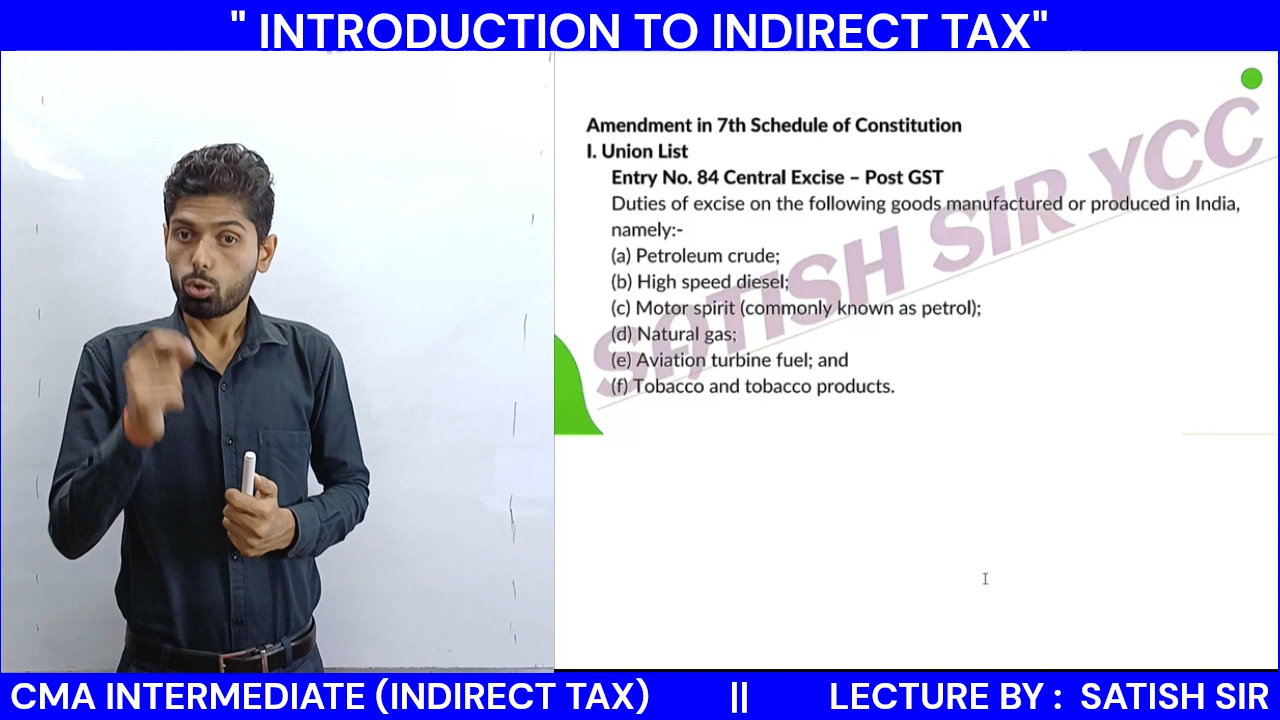 " INTRODUCTION TO INDIRECT TAX"
Amendment in 7th Schedule of Constitution
I. Union List
Entry No. 84 Central Excise – Post GST
Duties of excise on the following goods manufactured or produced in India,
namely:-
(a) Petroleum crude;
(b) High speed diesel;
(c) Motor spirit (commonly known as petrol);
(d) Natural gas;
(e) Aviation turbine fuel; and
(f) Tobacco and tobacco products.
SATISH SIR YCC
CMA INTERMEDIATE (INDIRECT TAX) || LECTURE BY : SATISH SIR